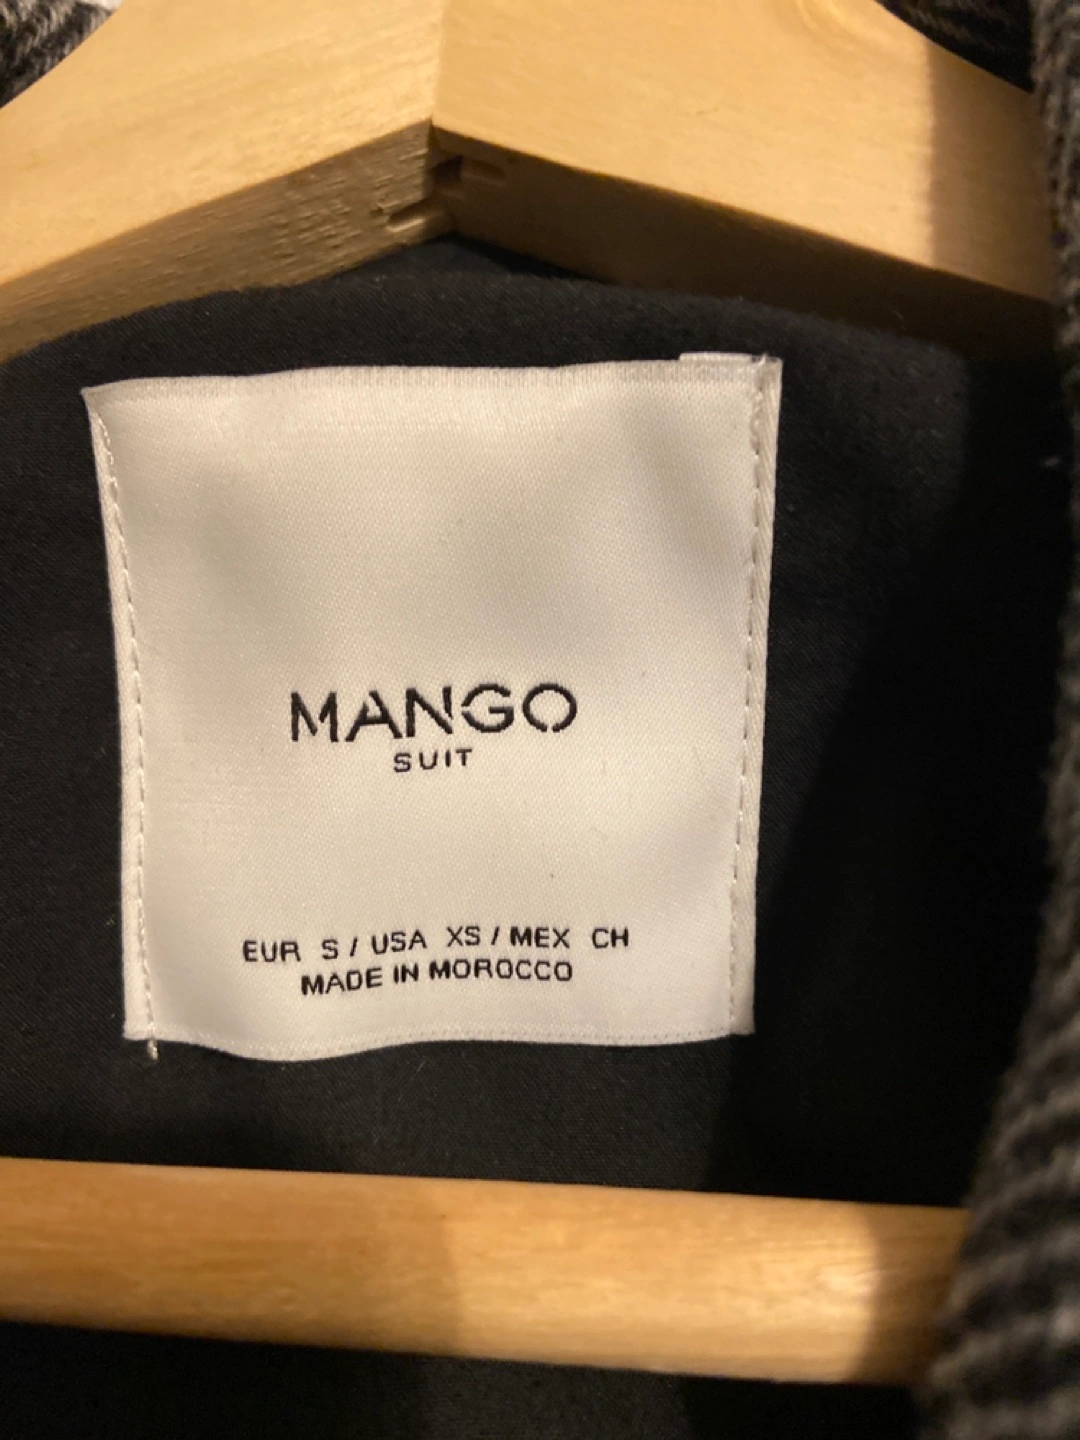 MANGO
SUIT
EUR S / USA XS / MEX CH
MADE IN MOROCCO